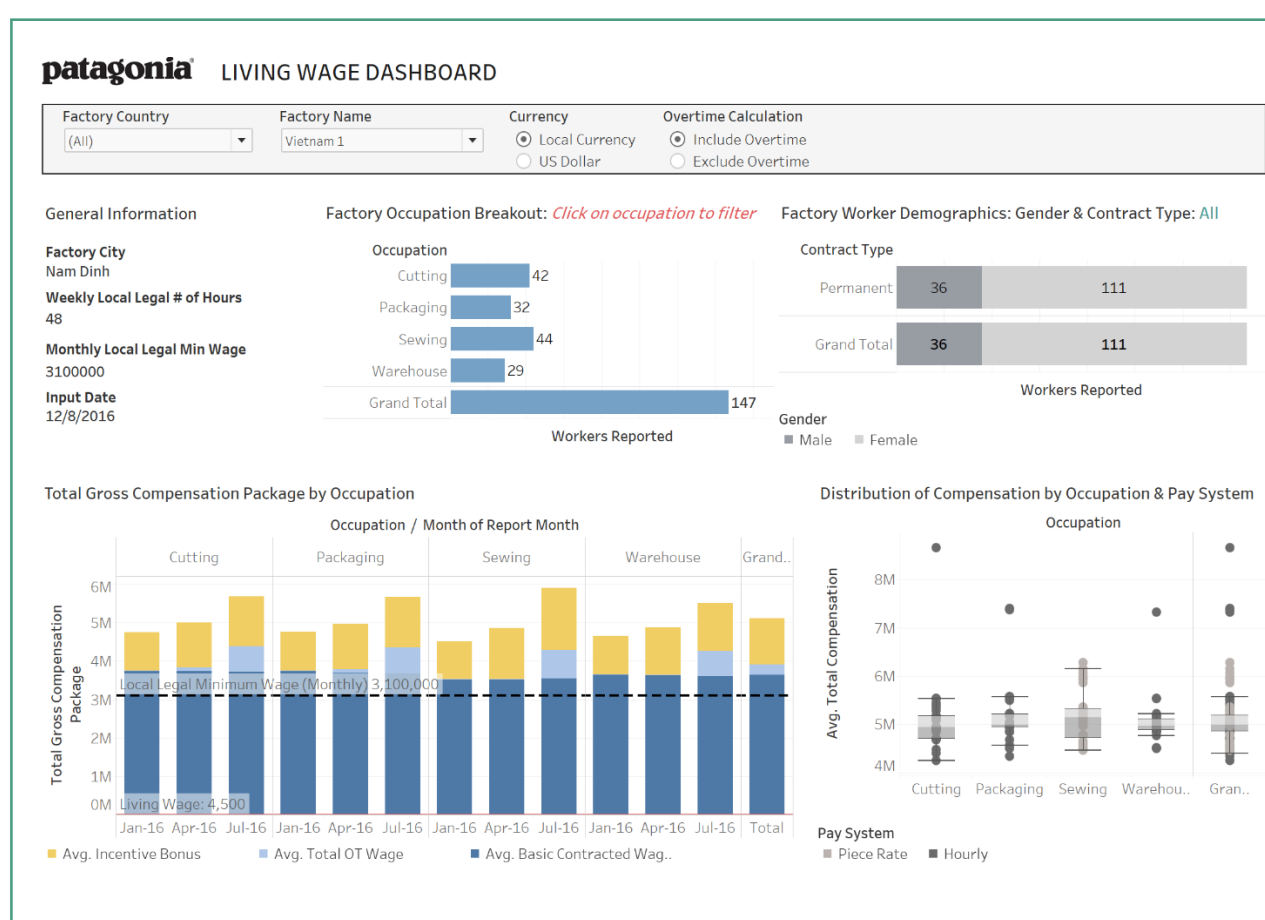 patagonia LIVING WAGE DASHBOARD
Factory Country Factory Name Currency Overtime Calculation
(All) Vietnam 1 Local Currency Include Overtime
US Dollar Exclude Overtime
General Information
Factory City
Nam Dinh
Weekly Local Legal # of Hours
48
Monthly Local Legal Min Wage
3100000
Input Date
12/8/2016
Factory Occupation Breakout: Click on occupation to filter
Occupation
Cutting 42
Packaging 32
Sewing 44
Warehouse 29
Grand Total 147
Workers Reported
Factory Worker Demographics: Gender & Contract Type: All
Contract Type
Permanent 36 111
Grand Total 36 111
Workers Reported
Gender
Male Female
Total Gross Compensation Package by Occupation
Occupation / Month of Report Month
Cutting Packaging Sewing Warehouse Grand..
Total Gross Compensation
Package
6M
5M
4M
Local Legal Minimum Wage (Monthly) 3,100,000
3M
2M
1M
0M Living Wage: 4,500
Jan-16 Apr-16 Jul-16 Jan-16 Apr-16 Jul-16 Jan-16 Apr-16 Jul-16 Jan-16 Apr-16 Jul-16 Total
Avg. Incentive Bonus Avg. Total OT Wage Avg. Basic Contracted Wag..
Distribution of Compensation by Occupation & Pay System
Occupation
Avg. Total Compensation
8M
7M
6M
5M
4M
Cutting Packaging Sewing Warehou.. Gran..
Pay System
Piece Rate Hourly